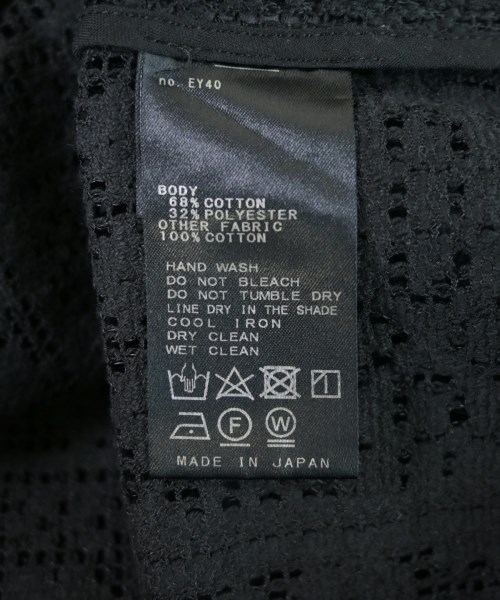 no. EY40
BODY
68% COTTON
32% POLYESTER
OTHER FABRIC
100% COTTON
HAND WASH
DO NOT BLEACH
DO NOT TUMBLE DRY
LINE DRY IN THE SHADE
COOL IRON
DRY CLEAN
WET CLEAN
F W
MADE IN JAPAN